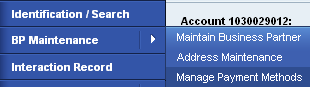 Identification / Search
Account 1030029012:
BP Maintenance
Maintain Business Partner
Address Maintenance
Interaction Record
Manage Payment Methods